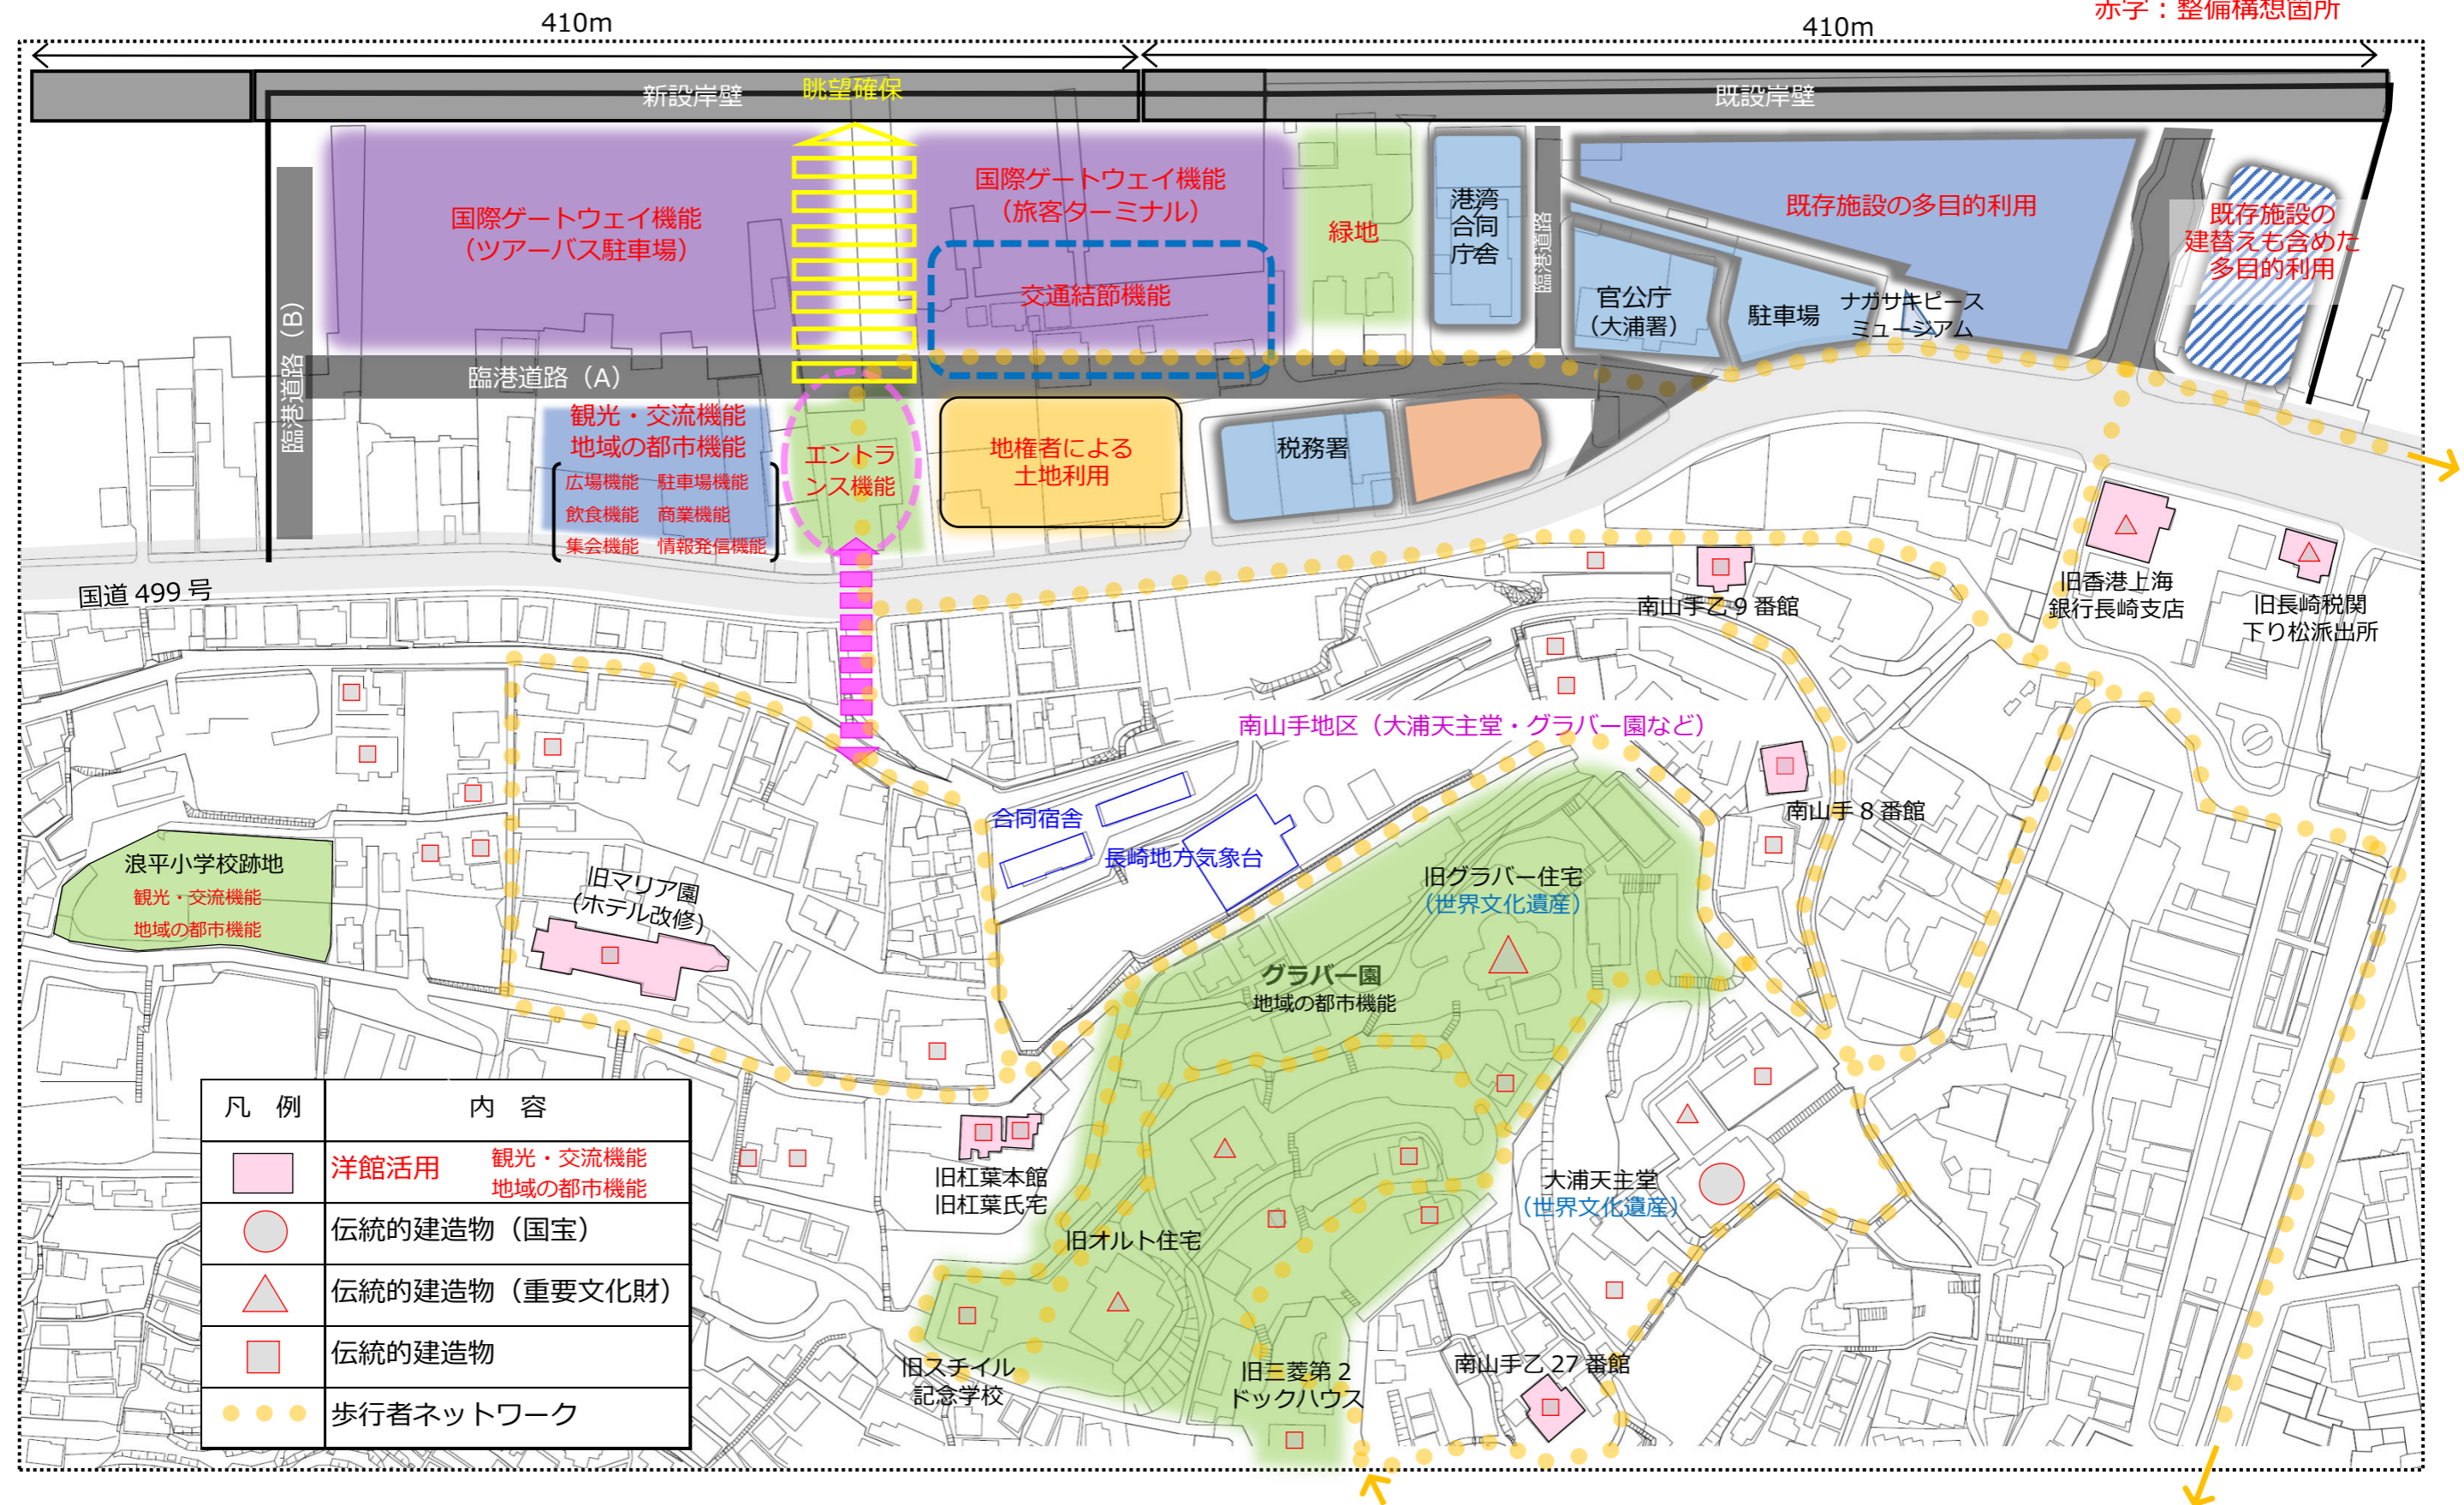 赤字：整備構想箇所
410m
410m
新設岸壁
眺望確保
既設岸壁
国際ゲートウェイ機能
（ツアーバス駐車場）
国際ゲートウェイ機能
（旅客ターミナル）
交通結節機能
緑地
港湾
合同
庁舎
臨港道路
既存施設の多目的利用
既存施設の
建替えも含めた
多目的利用
官公庁
（大浦署）
駐車場
ナガサキピース
ミュージアム
臨港道路（B）
臨港道路（A）
観光・交流機能
地域の都市機能
広場機能　駐車場機能
飲食機能　商業機能
集会機能　情報発信機能
エントラ
ンス機能
地権者による
土地利用
税務署
国道 499 号
南山手乙 9 番館
旧香港上海
銀行長崎支店
旧長崎税関
下り松派出所
南山手地区（大浦天主堂・グラバー園など）
合同宿舎
長崎地方気象台
南山手 8 番館
浪平小学校跡地
観光・交流機能
地域の都市機能
旧マリア園
（ホテル改修）
旧グラバー住宅
（世界文化遺産）
グラバー園
地域の都市機能
旧杠葉本館
旧杠葉氏宅
大浦天主堂
（世界文化遺産）
旧オルト住宅
旧スチイル
記念学校
旧三菱第２
ドックハウス
南山手乙 27 番館
凡　例　内　容
洋館活用　観光・交流機能
地域の都市機能
伝統的建造物（国宝）
伝統的建造物（重要文化財）
伝統的建造物
歩行者ネットワーク